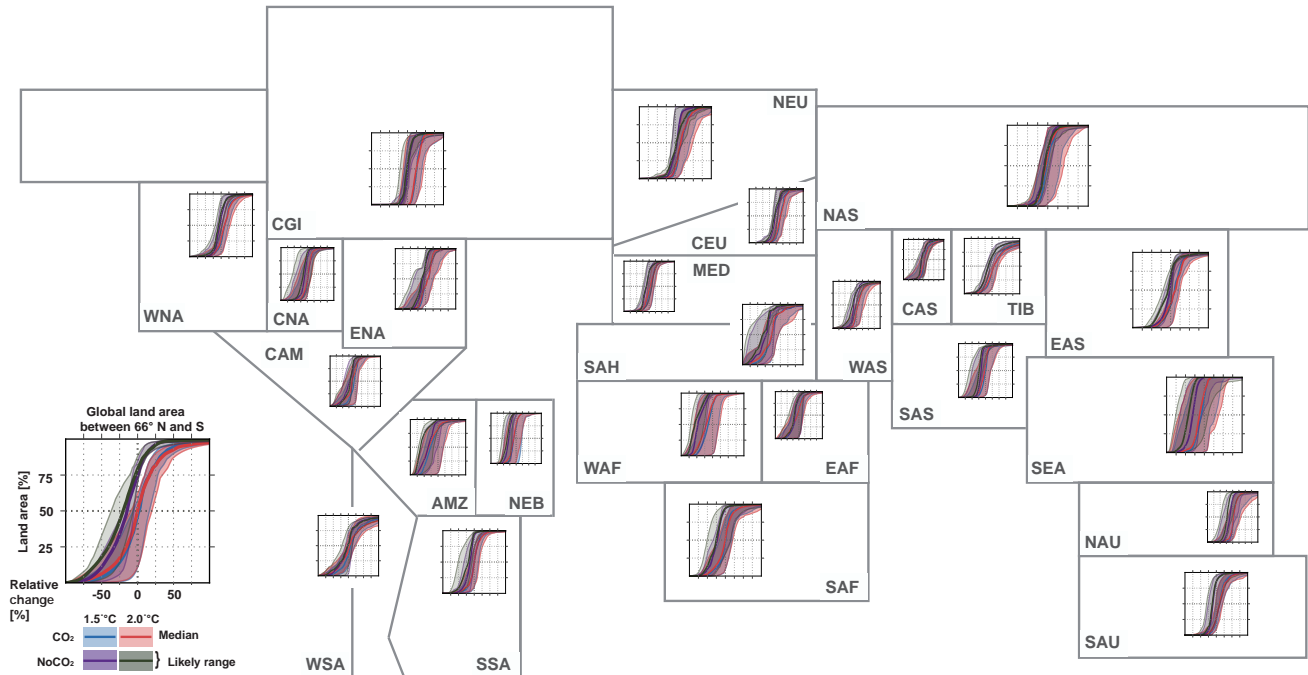 NEU
CGI
NAS
CEU
MED
WNA
CNA
ENA
CAS
TIB
EAS
CAM
SAH
WAS
SAS
Global land area
between 66° N and S
WAF
EAF
SEA
AMZ
NEB
Land area [%]
75
50
25
NAU
SAF
Relative
change
[%]
-50
0
50
1.5°C
2.0°C
CO₂
Median
NoCO₂
} Likely range
WSA
SSA
SAU